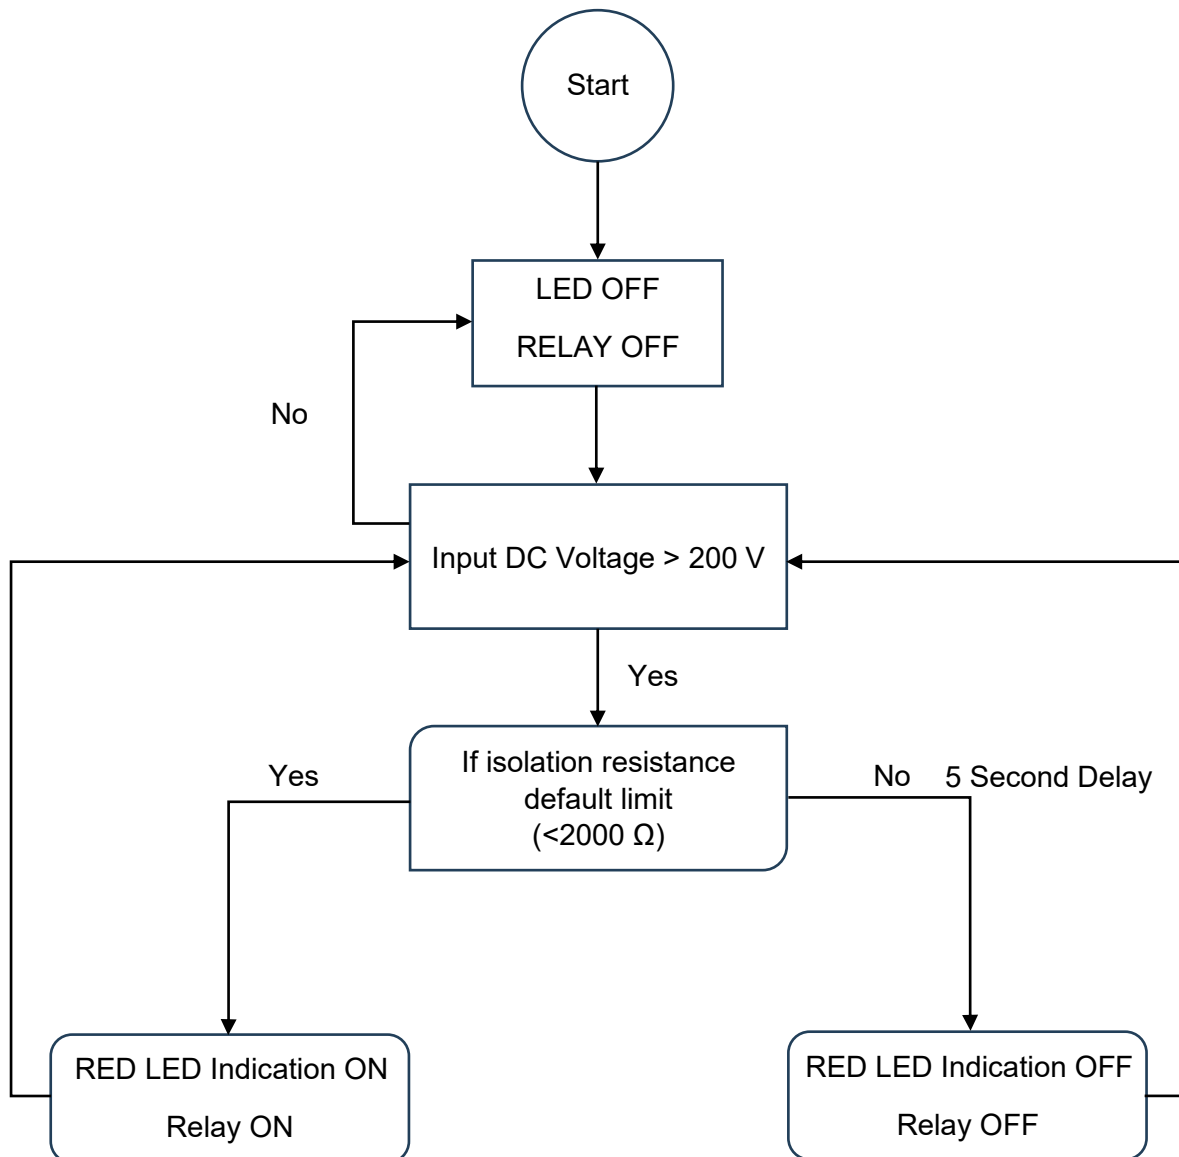 Start
LED OFF
RELAY OFF
No
Input DC Voltage > 200 V
Yes
If isolation resistance
default limit
(<2000 Ω)
Yes
No 5 Second Delay
RED LED Indication ON
Relay ON
RED LED Indication OFF
Relay OFF